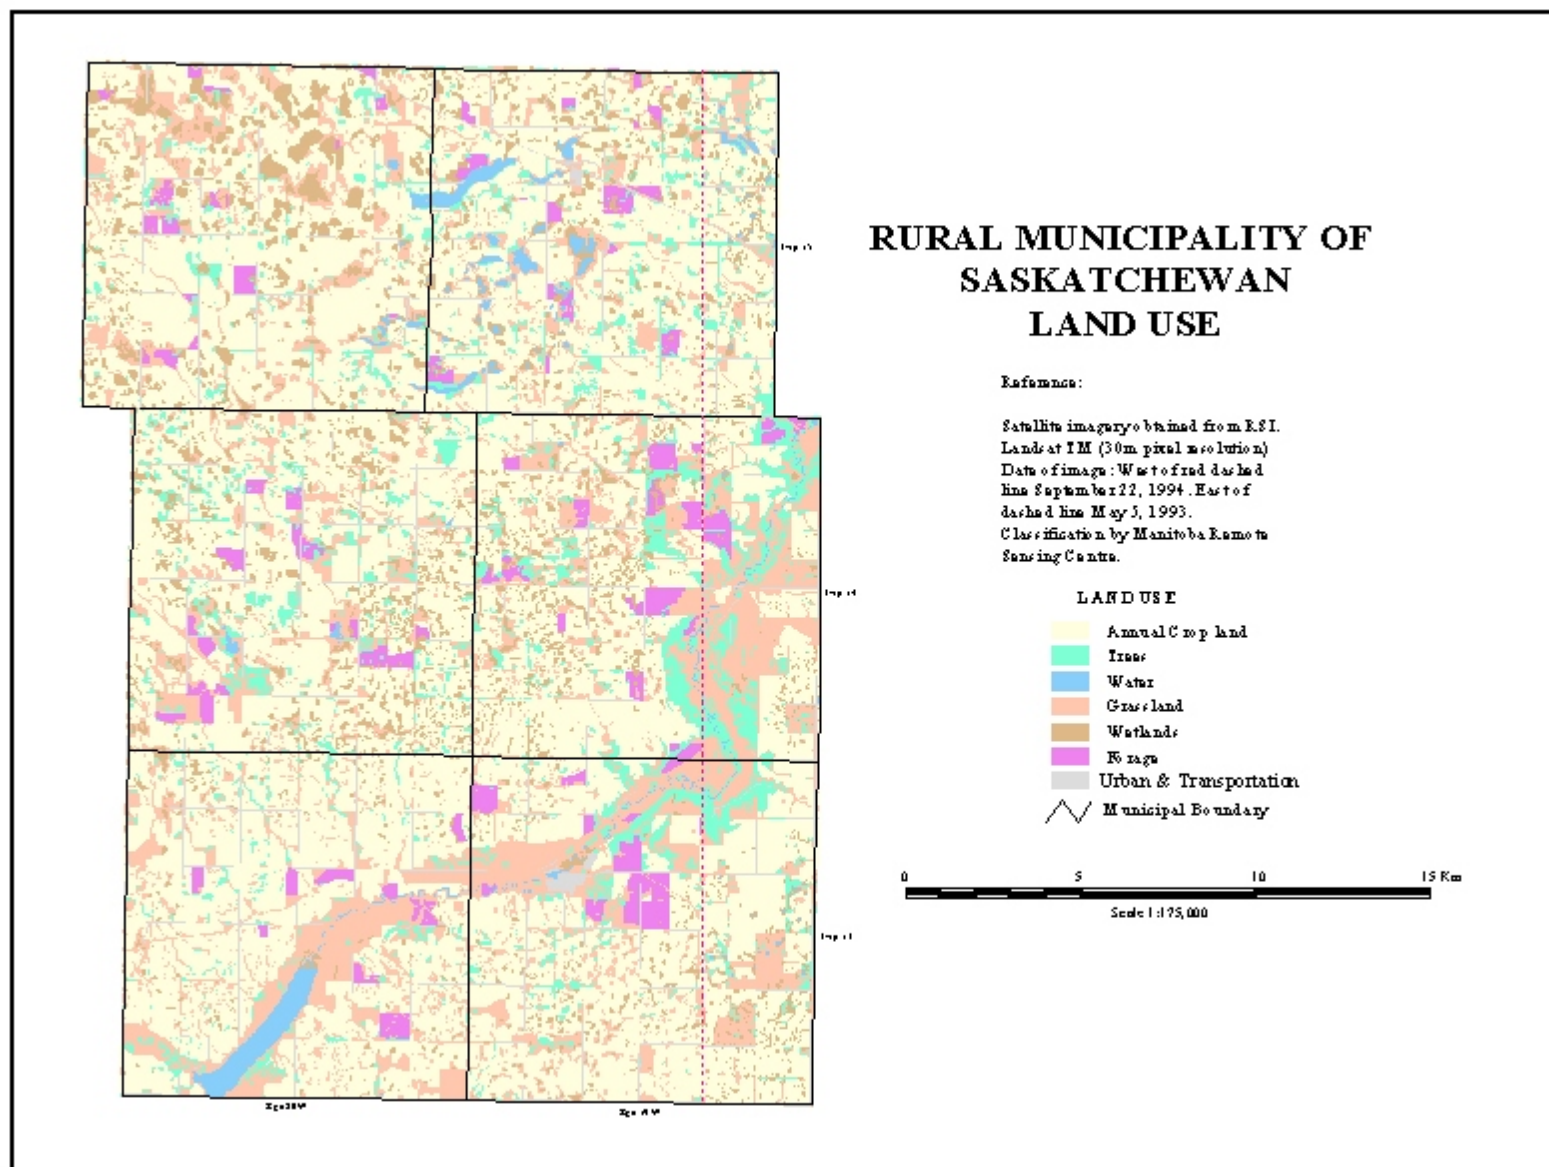 RURAL MUNICIPALITY OF
SASKATCHEWAN
LAND USE
Reference:
Satellite imagery obtained from RSI.
Landsat TM (30m pixel resolution)
Date of image: West of red dashed
line September 22, 1994. East of
dashed line May 5, 1993.
Classification by Manitoba Remote
Sensing Centre.
LAND USE
Annual Crop land
Trees
Water
Grassland
Wetlands
Forage
Urban & Transportation
Municipal Boundary
0 5 10 15 Km
Scale 1:175,000